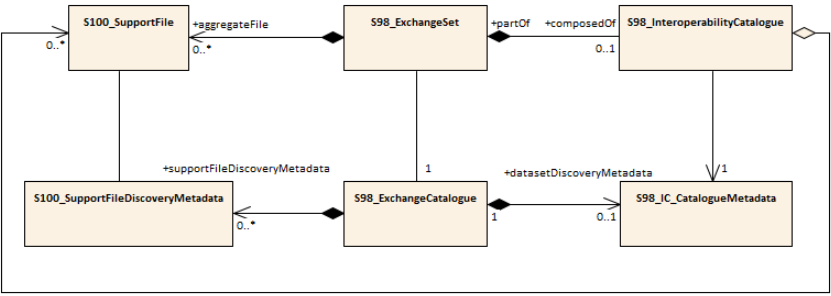 S100_SupportFile
+aggregateFile
S98_ExchangeSet
+partOf
+composedOf
S98_InteroperabilityCatalogue
0..*
0..*
0..1
+supportFileDiscoveryMetadata
1
+datasetDiscoveryMetadata
1
S100_SupportFileDiscoveryMetadata
S98_ExchangeCatalogue
S98_IC_CatalogueMetadata
0..*
1
0..1